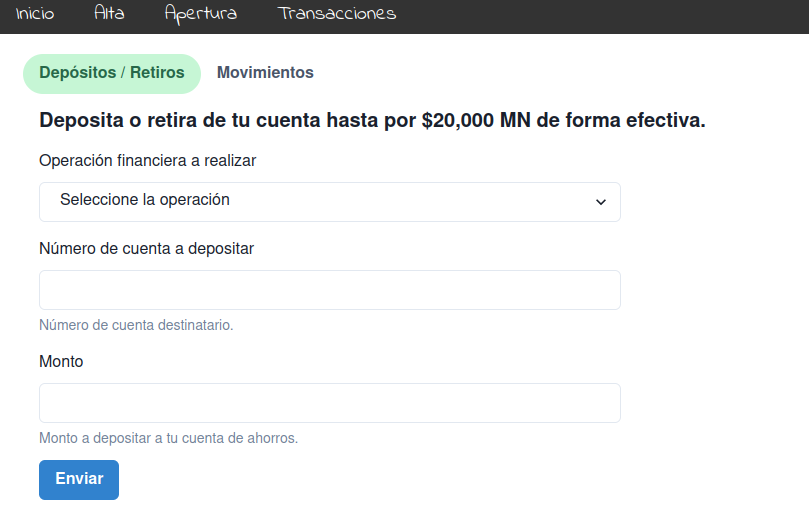 Inicio Alta Apertura Transacciones
Depósitos / Retiros Movimientos
Deposita o retira de tu cuenta hasta por $20,000 MN de forma efectiva.
Operación financiera a realizar
Seleccione la operación
Número de cuenta a depositar
Número de cuenta destinatario.
Monto
Monto a depositar a tu cuenta de ahorros.
Enviar